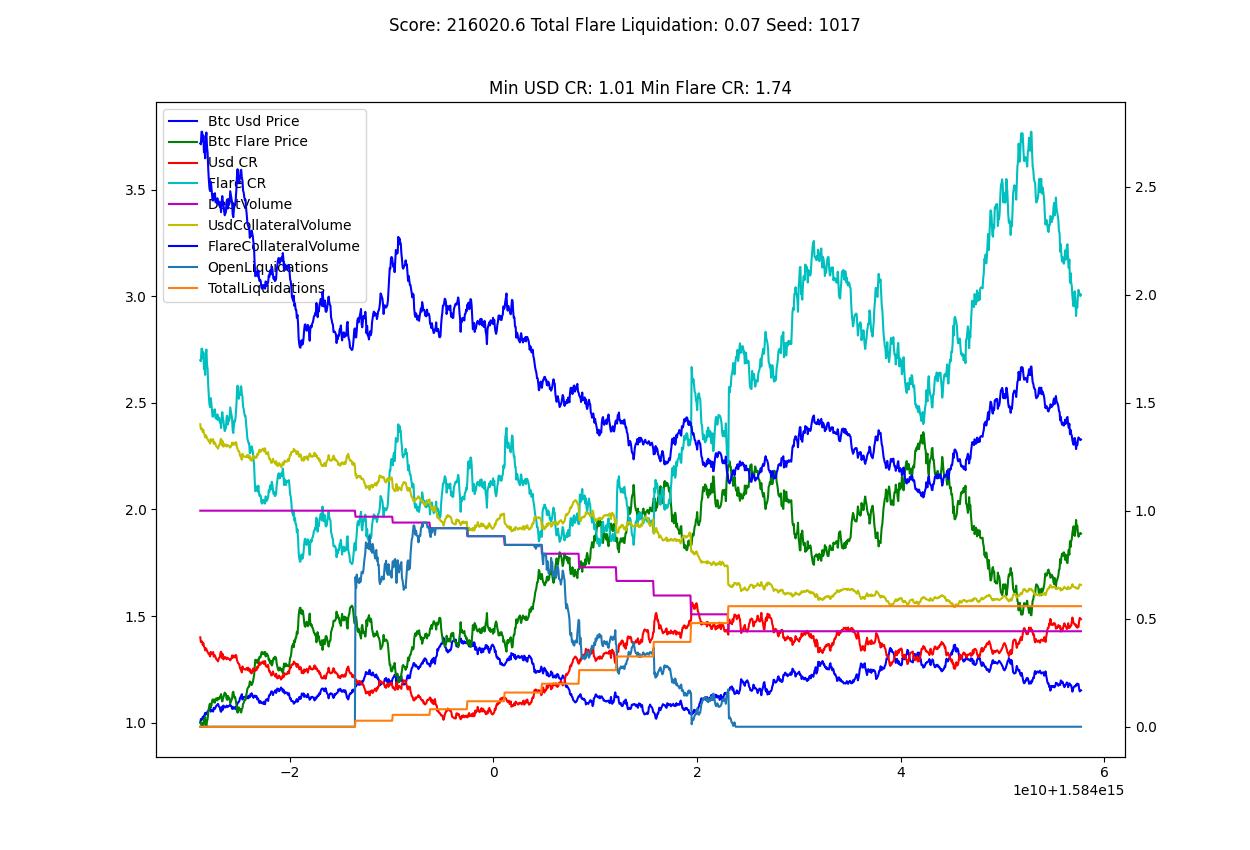 Score: 216020.6 Total Flare Liquidation: 0.07 Seed: 1017
Min USD CR: 1.01 Min Flare CR: 1.74
Btc Usd Price
Btc Flare Price
Usd CR
Flare CR
DebtVolume
UsdCollateralVolume
FlareCollateralVolume
OpenLiquidations
TotalLiquidations
3.5
3.0
2.5
2.0
1.5
1.0
2.5
2.0
1.5
1.0
0.5
0.0
−2 0 2 4 6
1e10+1.584e15